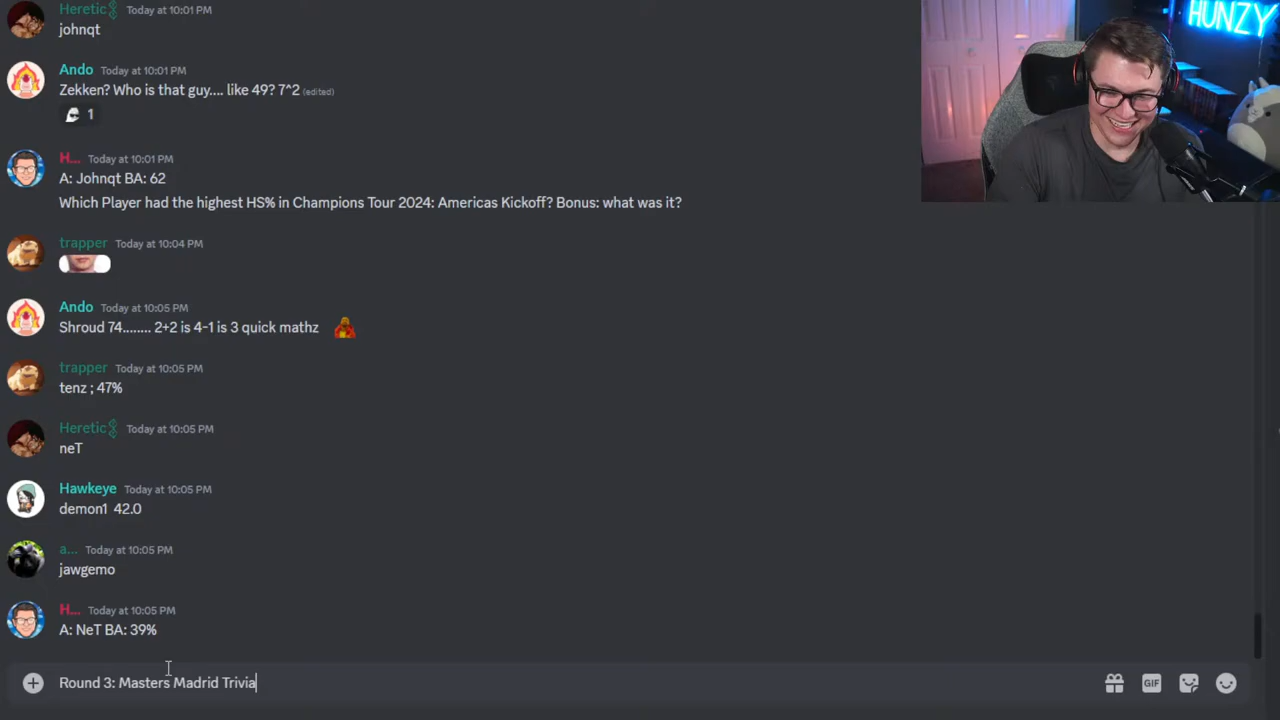 Heretic Today at 10:01 PM
johnqt
HUNZY
Ando Today at 10:01 PM
Zekken? Who is that guy.... like 49? 7^2 (edited)
1
H... Today at 10:01 PM
A: Johnqt BA: 62
Which Player had the highest HS% in Champions Tour 2024: Americas Kickoff? Bonus: what was it?
trapper Today at 10:04 PM
Ando Today at 10:05 PM
Shroud 74........ 2+2 is 4-1 is 3 quick mathz
trapper Today at 10:05 PM
tenz ; 47%
Heretic Today at 10:05 PM
neT
Hawkeye Today at 10:05 PM
demon1 42.0
a... Today at 10:05 PM
jawgemo
H... Today at 10:05 PM
A: NeT BA: 39%
Round 3: Masters Madrid Trivia
GIF